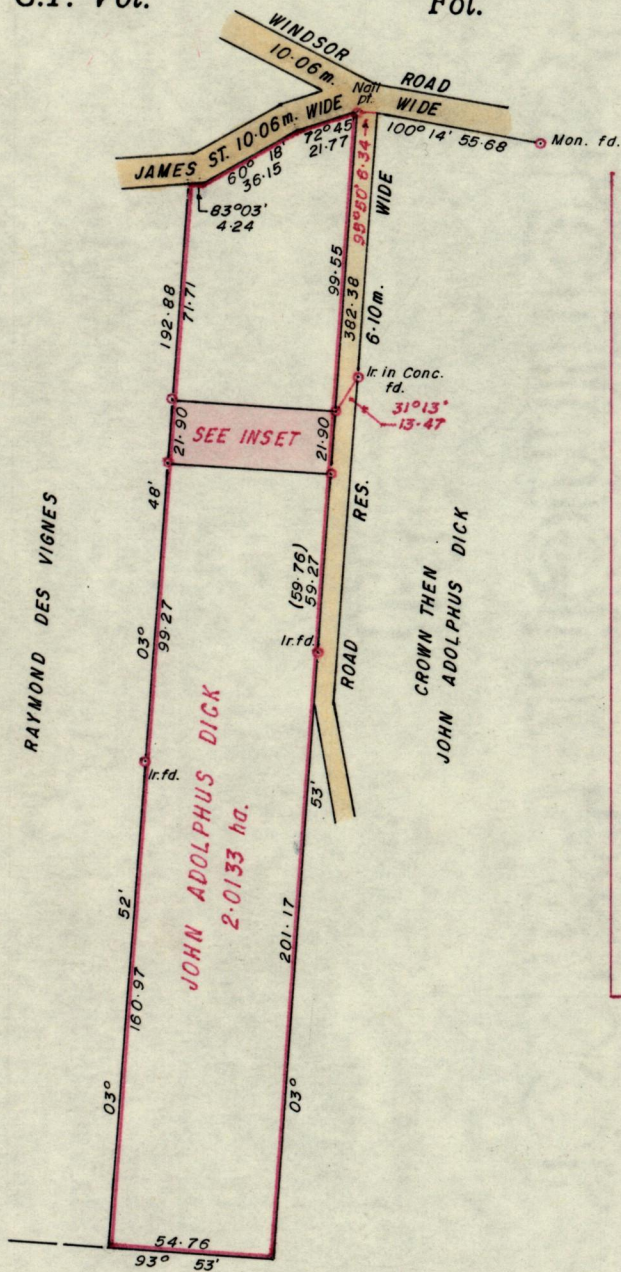 C.T. Vol.
Fol.
WINDSOR
10·06m.
ROAD
WIDE
Nail
pt.
JAMES ST. 10·06m. WIDE
100° 14' 55·68
Mon. fd.
72° 45'
21·77
60° 18'
36·15
83°03'
4·24
95°50' 6·34
WIDE
99·55
382·38
6·10m.
192·88
71·71
Ir. in Conc.
fd.
31°13'
13·47
21·90
SEE INSET
21·90
RES.
48'
(59·76)
59·27
Ir.fd.
ROAD
03°
99·27
RAYMOND DES VIGNES
CROWN THEN
JOHN ADOLPHUS DICK
Ir.fd.
53'
JOHN ADOLPHUS DICK
2·0133 ha.
52'
160·97
201·17
03°
03°
54·76
93° 53'